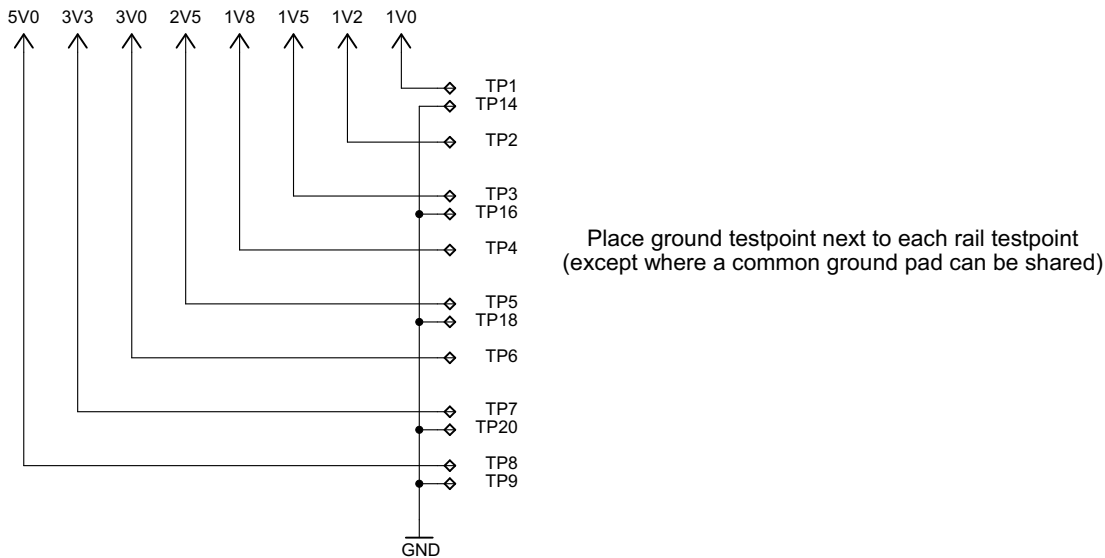 5V0 3V3 3V0 2V5 1V8 1V5 1V2 1V0
TP1
TP14
TP2
TP3
TP16
TP4
Place ground testpoint next to each rail testpoint
(except where a common ground pad can be shared)
TP5
TP18
TP6
TP7
TP20
TP8
TP9
GND